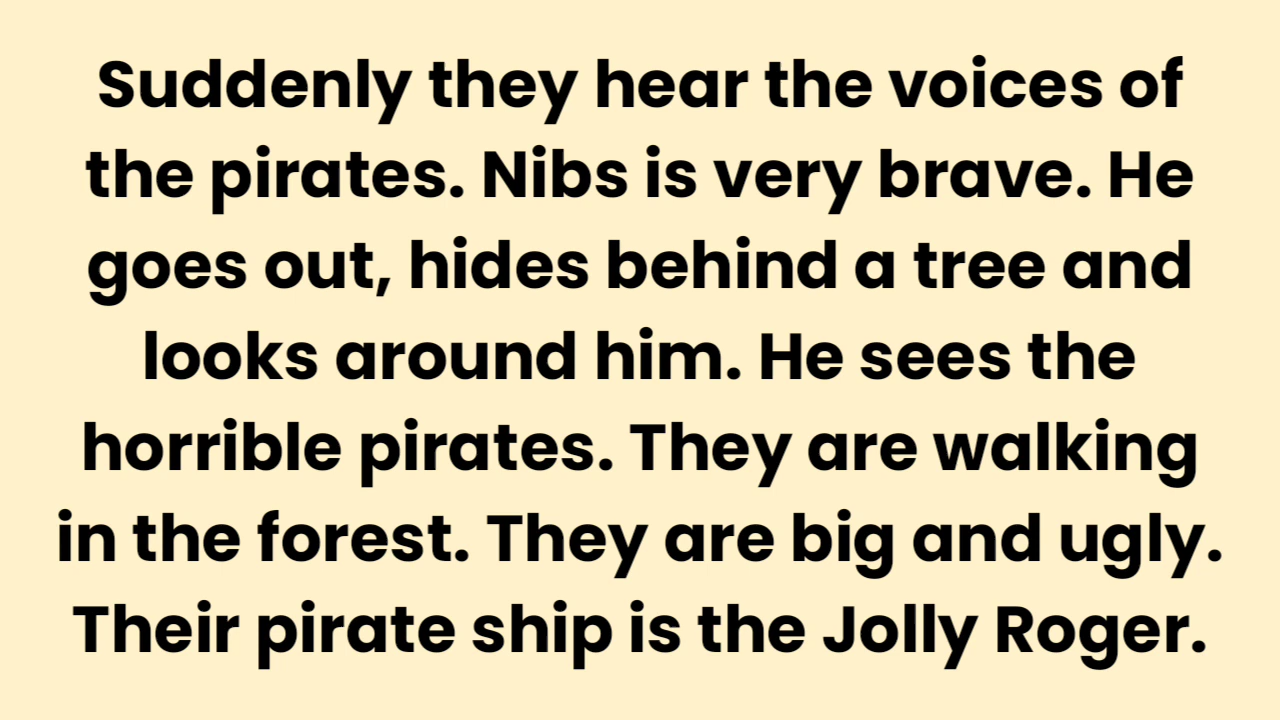 Suddenly they hear the voices of
the pirates. Nibs is very brave. He
goes out, hides behind a tree and
looks around him. He sees the
horrible pirates. They are walking
in the forest. They are big and ugly.
Their pirate ship is the Jolly Roger.